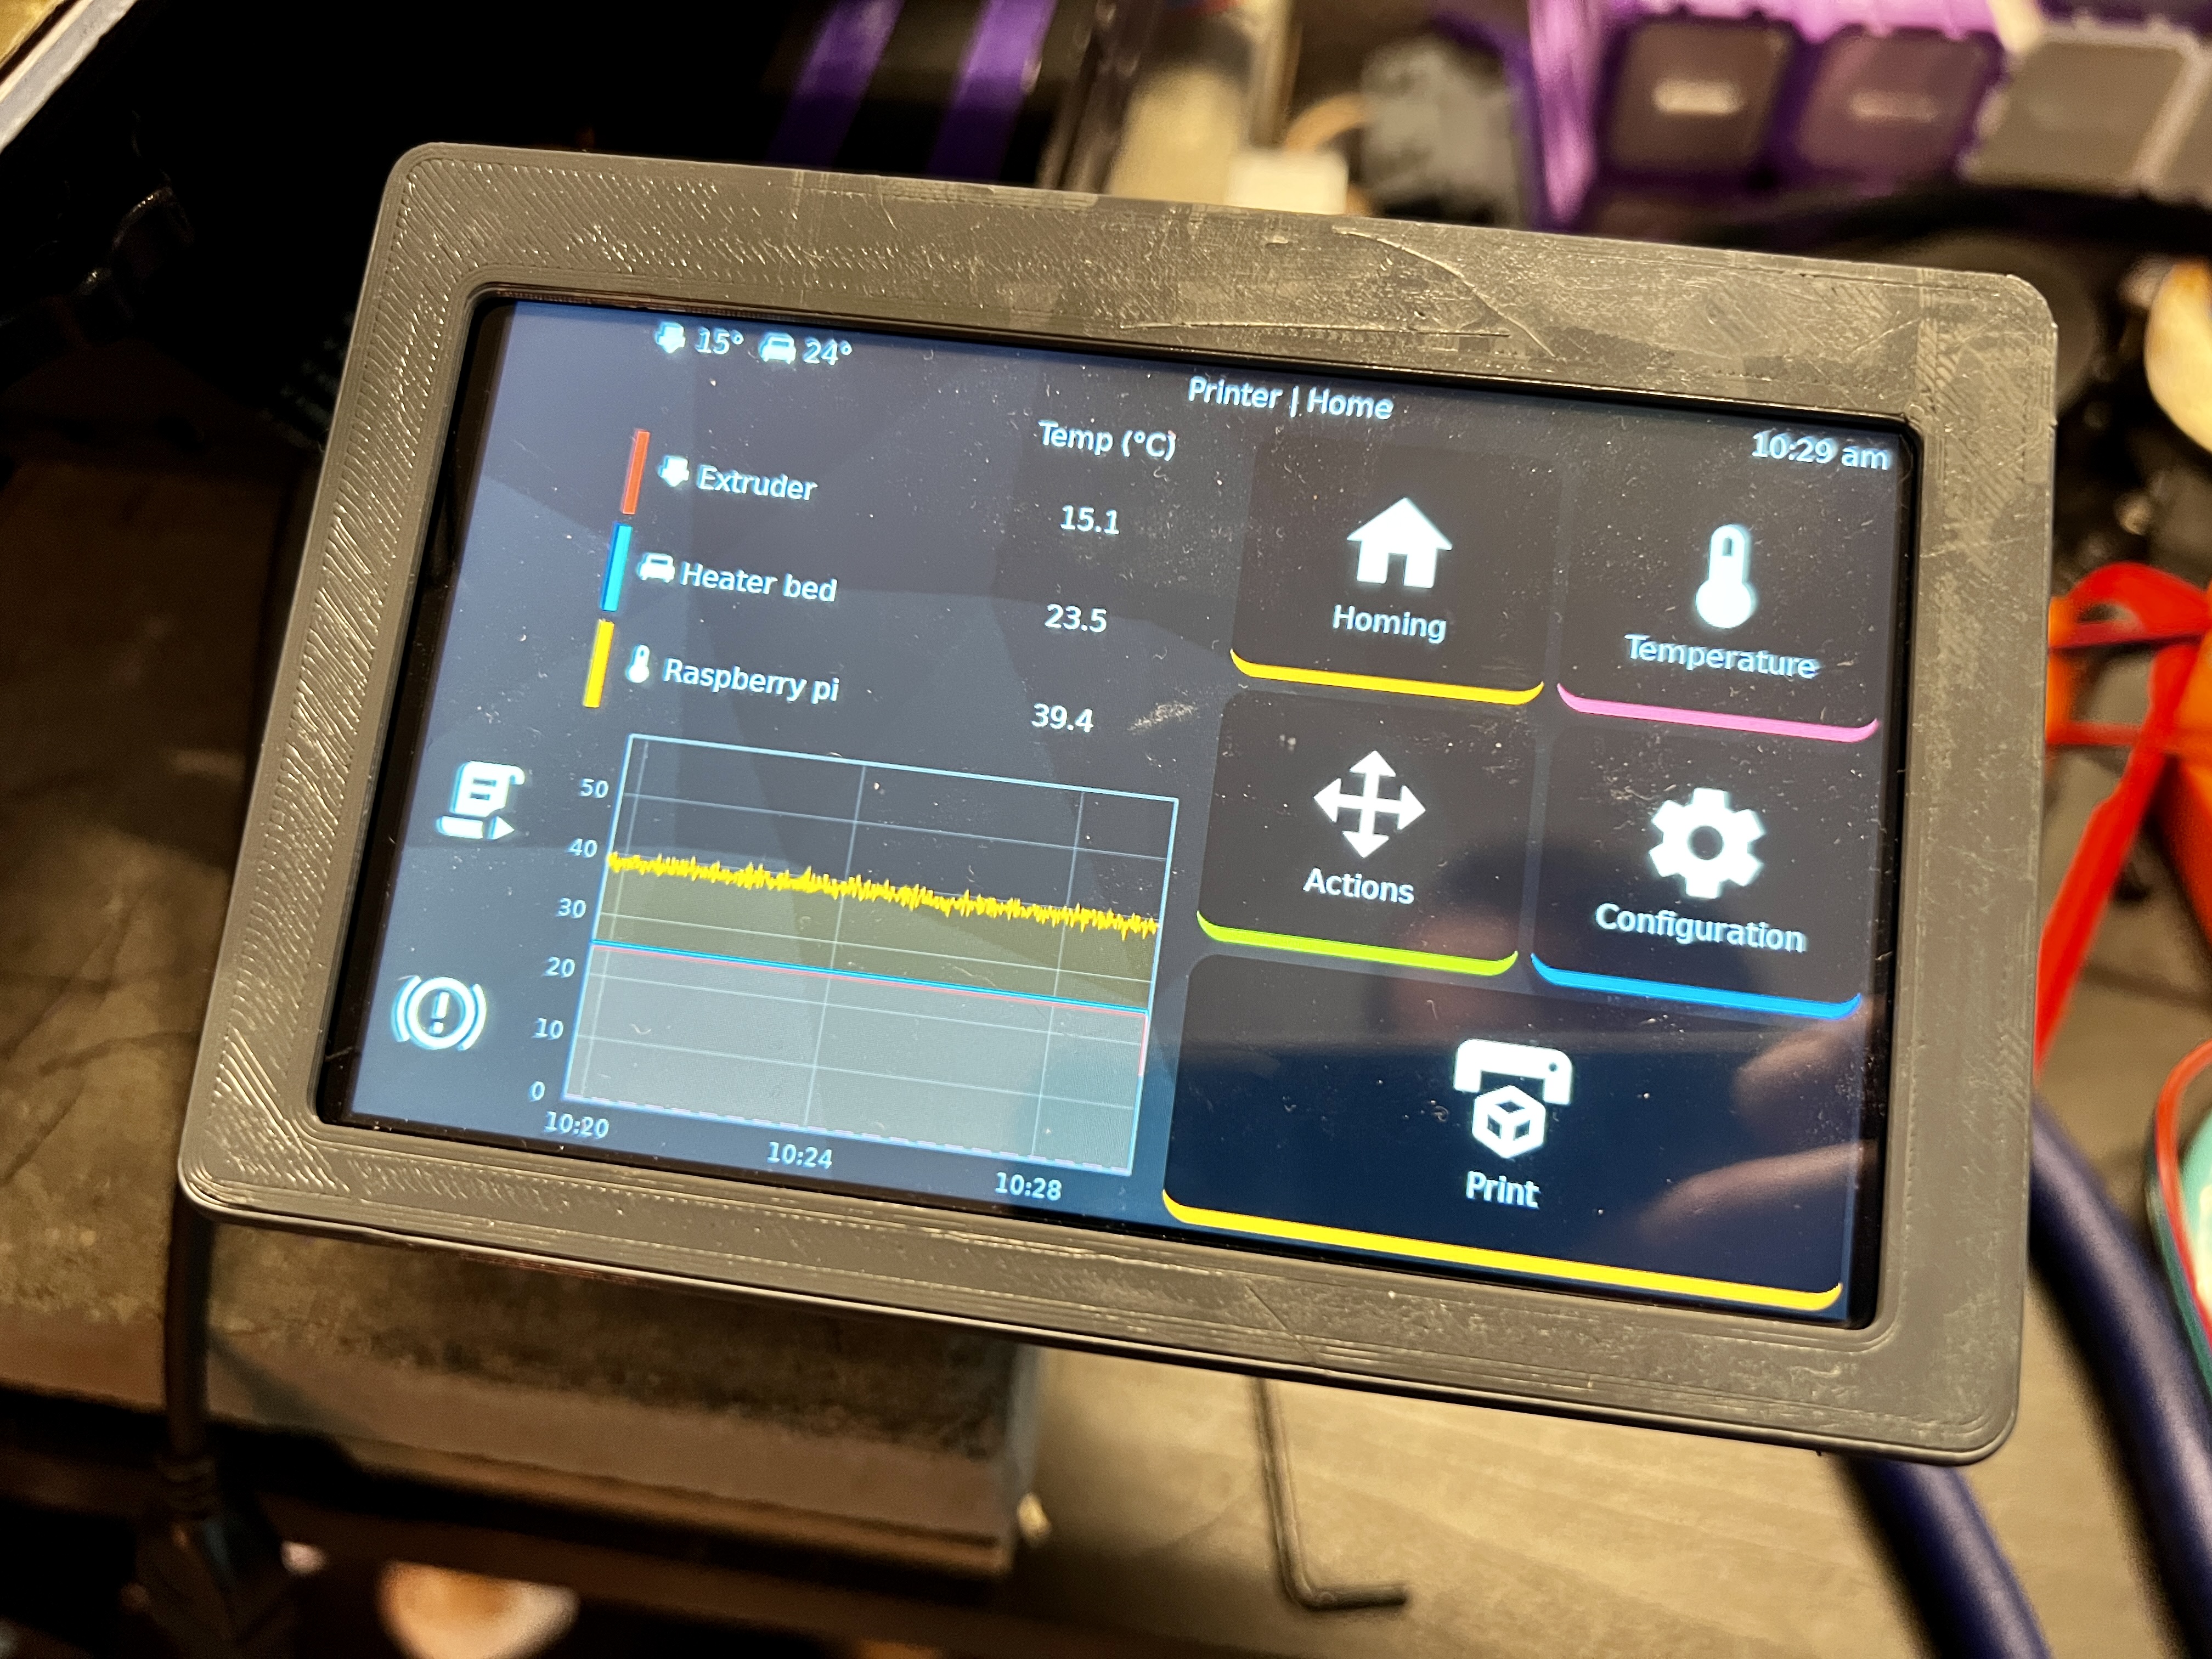 15° 24°
Printer | Home
10:29 am
Temp (°C)
Extruder 15.1
Heater bed 23.5
Raspberry pi 39.4
50
40
30
20
10
0
10:20 10:24 10:28
Homing
Temperature
Actions
Configuration
Print